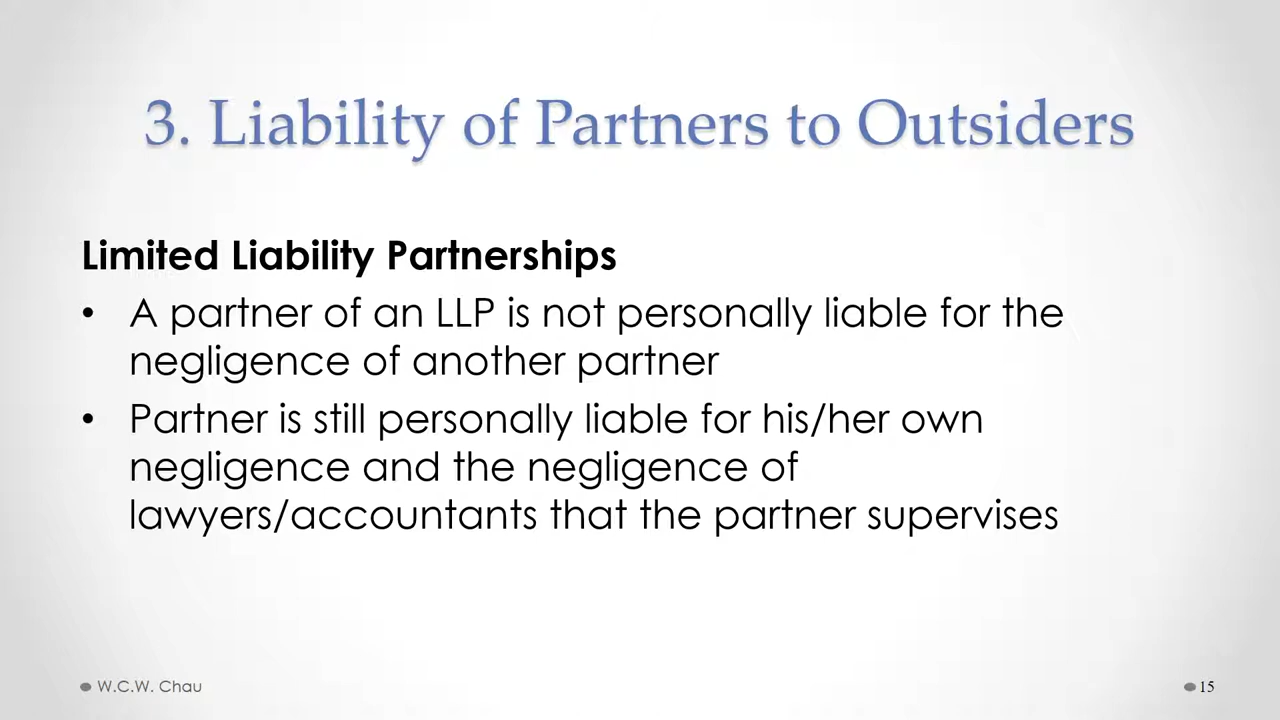 3. Liability of Partners to Outsiders
Limited Liability Partnerships
• A partner of an LLP is not personally liable for the
negligence of another partner
• Partner is still personally liable for his/her own
negligence and the negligence of
lawyers/accountants that the partner supervises
W.C.W. Chau
15